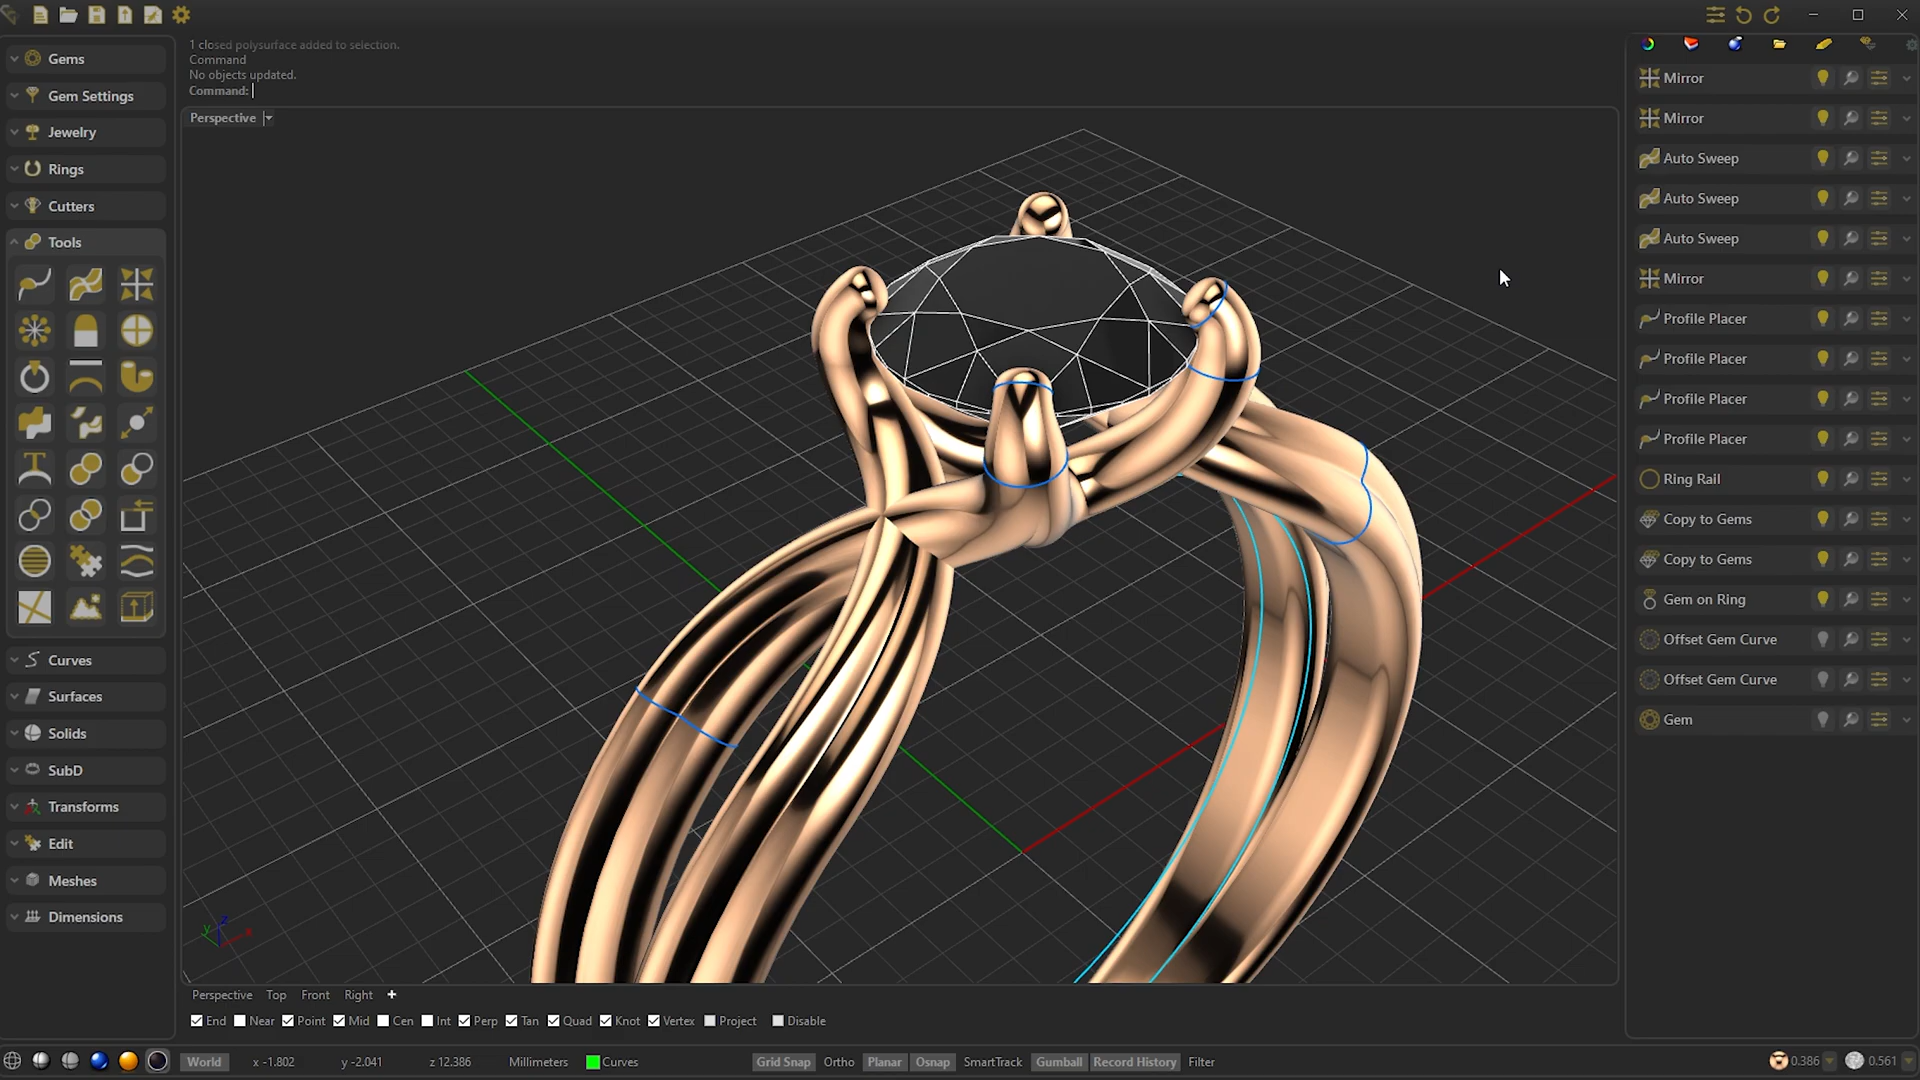 1 closed polysurface added to selection.
Command
No objects updated.
Command:
Gems
Gem Settings
Jewelry
Rings
Cutters
Tools
Curves
Surfaces
Solids
SubD
Transforms
Edit
Meshes
Dimensions
Perspective
y z x
Perspective Top Front Right
End Near Point Mid Cen Int Perp Tan Quad Knot Vertex Project Disable
World x -1.802 y -2.041 z 12.386 Millimeters Curves Grid Snap Ortho Planar Osnap SmartTrack Gumball Record History Filter 0.386 0.561
Mirror
Mirror
Auto Sweep
Auto Sweep
Auto Sweep
Mirror
Profile Placer
Profile Placer
Profile Placer
Profile Placer
Ring Rail
Copy to Gems
Copy to Gems
Gem on Ring
Offset Gem Curve
Offset Gem Curve
Gem